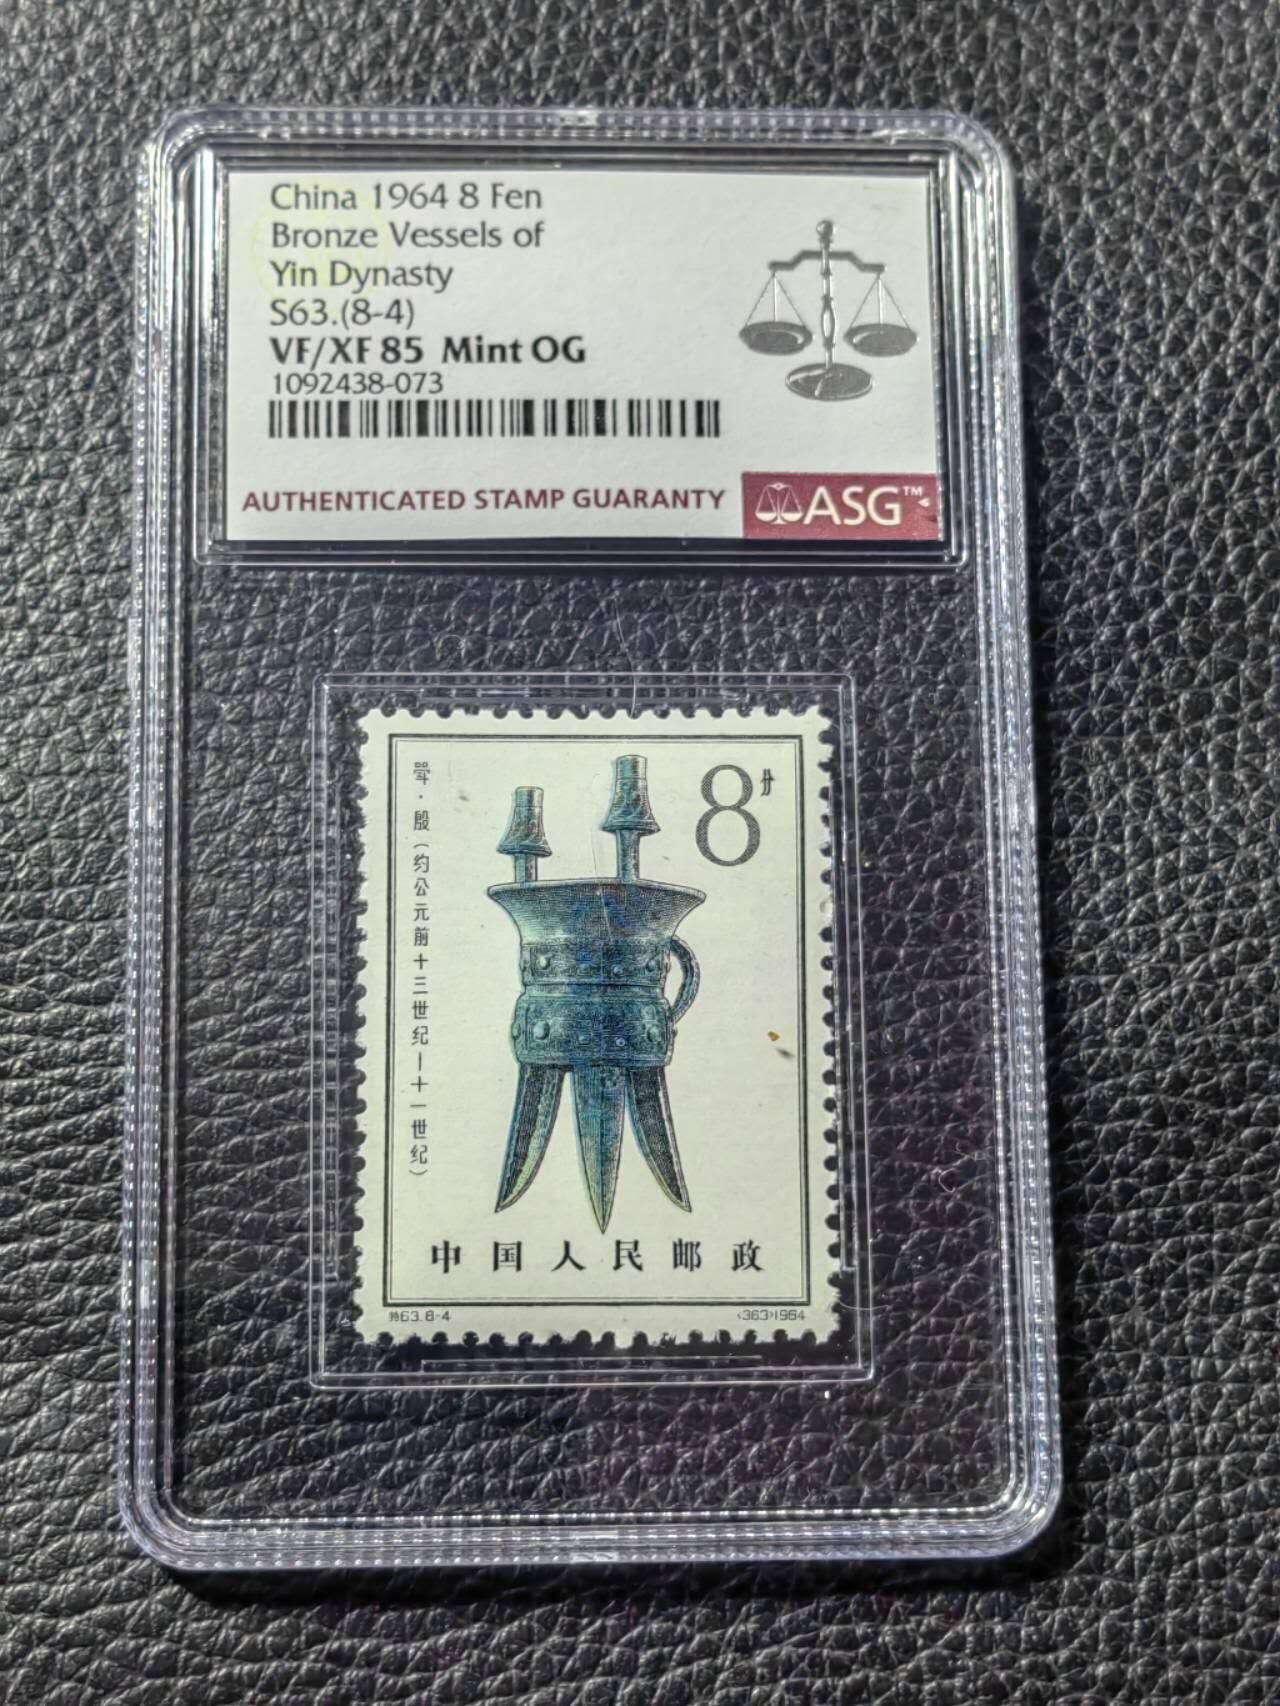 China 1964 8 Fen
Bronze Vessels of
Yin Dynasty
S63.(8-4)
VF/XF 85 Mint OG
1092438-073
AUTHENTICATED STAMP GUARANTY
ASG™
8分
斝·殷(约公元前十三世纪—十一世纪)
中国人民邮政
特63.8-4
(363)1964